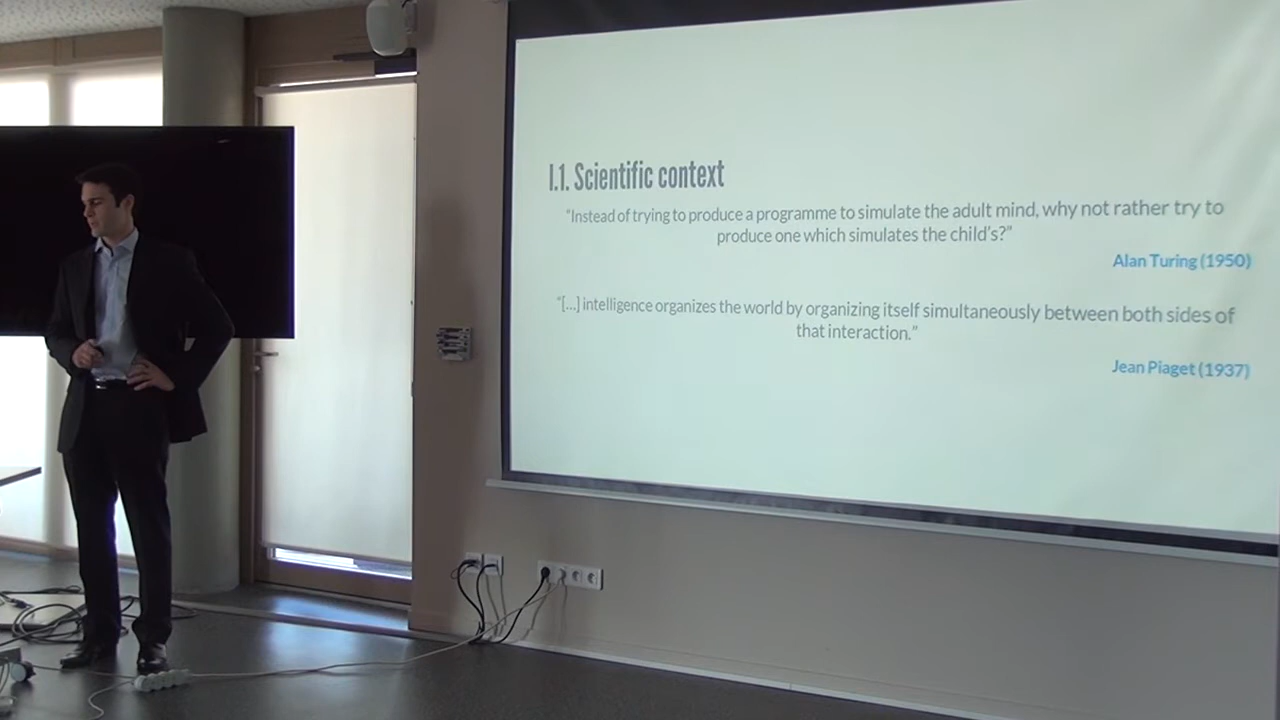 I.1. Scientific context
“Instead of trying to produce a programme to simulate the adult mind, why not rather try to
produce one which simulates the child's?”
Alan Turing (1950)
“[...] intelligence organizes the world by organizing itself simultaneously between both sides of
that interaction.”
Jean Piaget (1937)